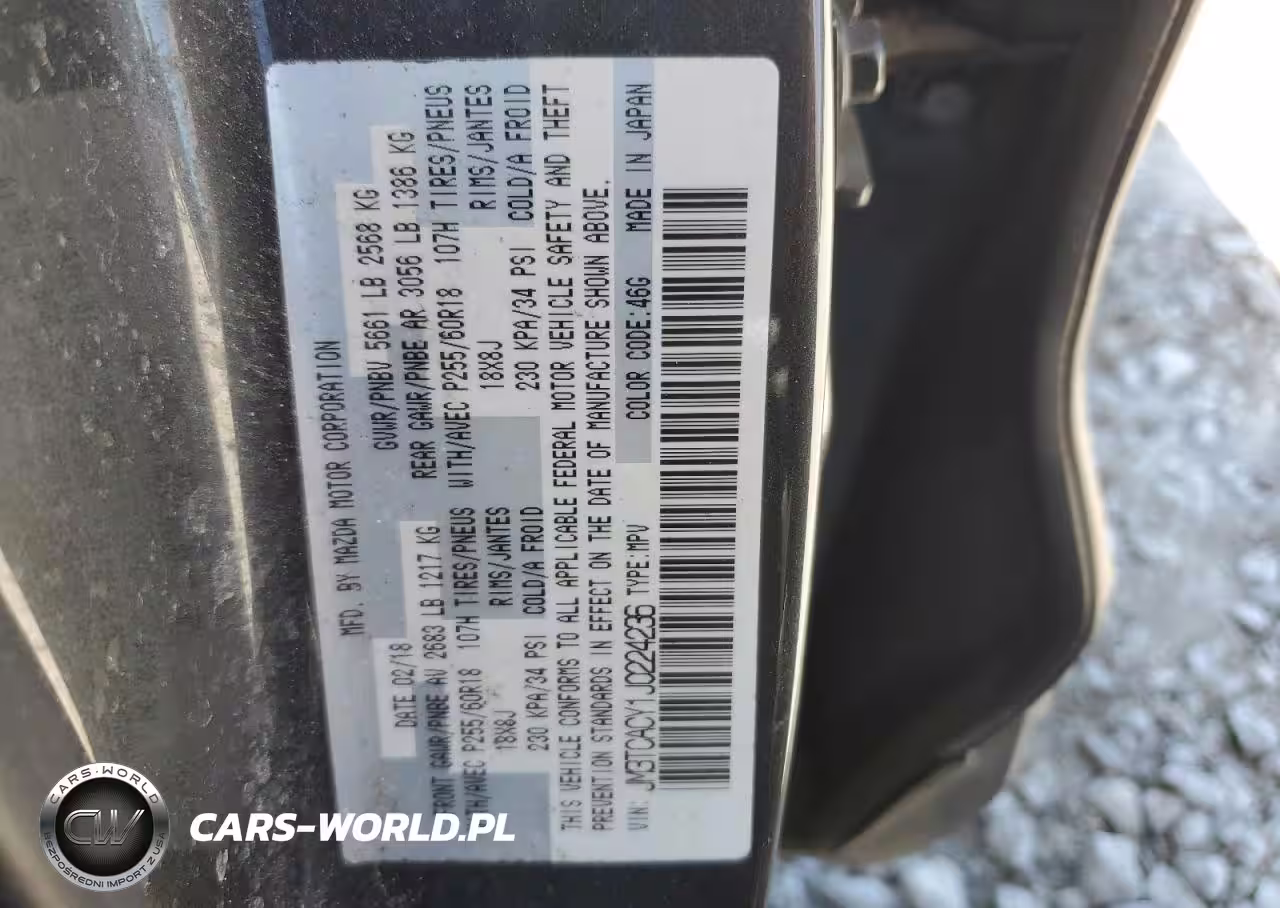 MFD. BY MAZDA MOTOR CORPORATION
DATE 02/18 GVWR/PNBV 5661 LB 2568 KG
FRONT GAWR/PNBE AV 2683 LB 1217 KG REAR GAWR/PNBE AR 3056 LB 1386 KG
WITH/AVEC P255/60R18 107H TIRES/PNEUS WITH/AVEC P255/60R18 107H TIRES/PNEUS
18X8J RIMS/JANTES 18X8J RIMS/JANTES
230 KPA/34 PSI COLD/A FROID 230 KPA/34 PSI COLD/A FROID
THIS VEHICLE CONFORMS TO ALL APPLICABLE FEDERAL MOTOR VEHICLE SAFETY AND THEFT
PREVENTION STANDARDS IN EFFECT ON THE DATE OF MANUFACTURE SHOWN ABOVE.
VIN: JM3TCACY1J0224236 TYPE:MPV COLOR CODE:46G MADE IN JAPAN
CARS-WORLD
CW
BEZPOŚREDNI IMPORT Z USA
CARS-WORLD.PL